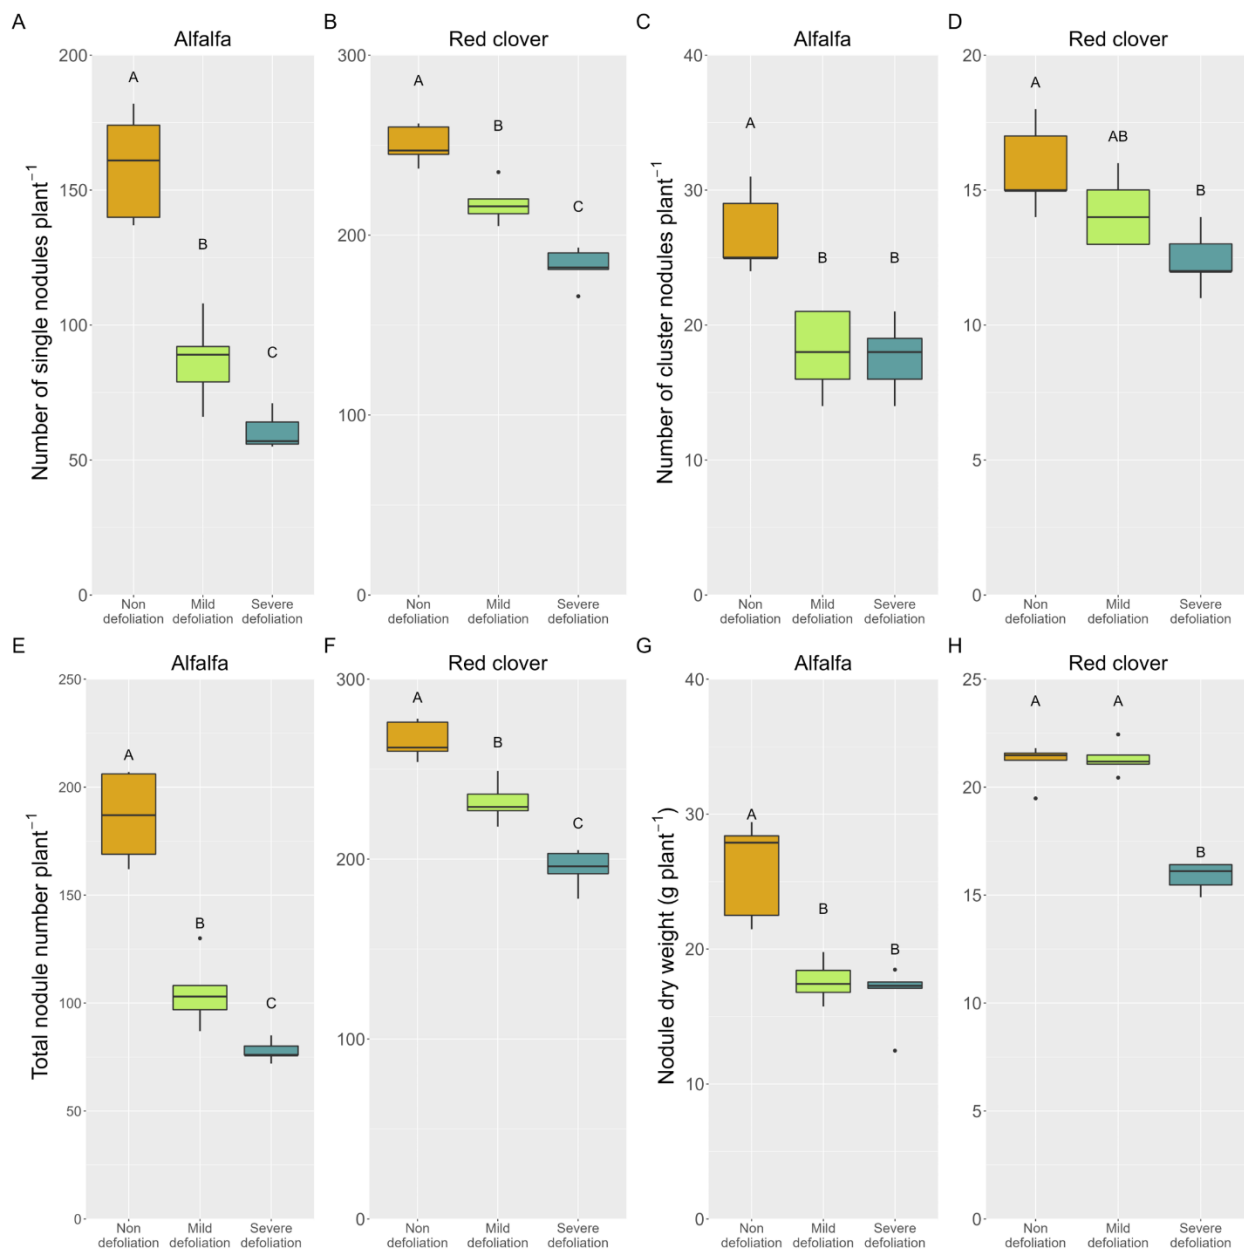 A
Alfalfa
Number of single nodules plant⁻¹
200
150
100
50
0
A
B
C
Non
defoliation
Mild
defoliation
Severe
defoliation
B
Red clover
300
200
100
0
A
B
C
Non
defoliation
Mild
defoliation
Severe
defoliation
C
Alfalfa
Number of cluster nodules plant⁻¹
40
30
20
10
0
A
B
B
Non
defoliation
Mild
defoliation
Severe
defoliation
D
Red clover
20
15
10
5
0
A
AB
B
Non
defoliation
Mild
defoliation
Severe
defoliation
E
Alfalfa
Total nodule number plant⁻¹
250
200
150
100
50
0
A
B
C
Non
defoliation
Mild
defoliation
Severe
defoliation
F
Red clover
300
200
100
0
A
B
C
Non
defoliation
Mild
defoliation
Severe
defoliation
G
Alfalfa
Nodule dry weight (g plant⁻¹)
40
30
20
10
0
A
B
B
Non
defoliation
Mild
defoliation
Severe
defoliation
H
Red clover
25
20
15
10
5
0
A
A
B
Non
defoliation
Mild
defoliation
Severe
defoliation